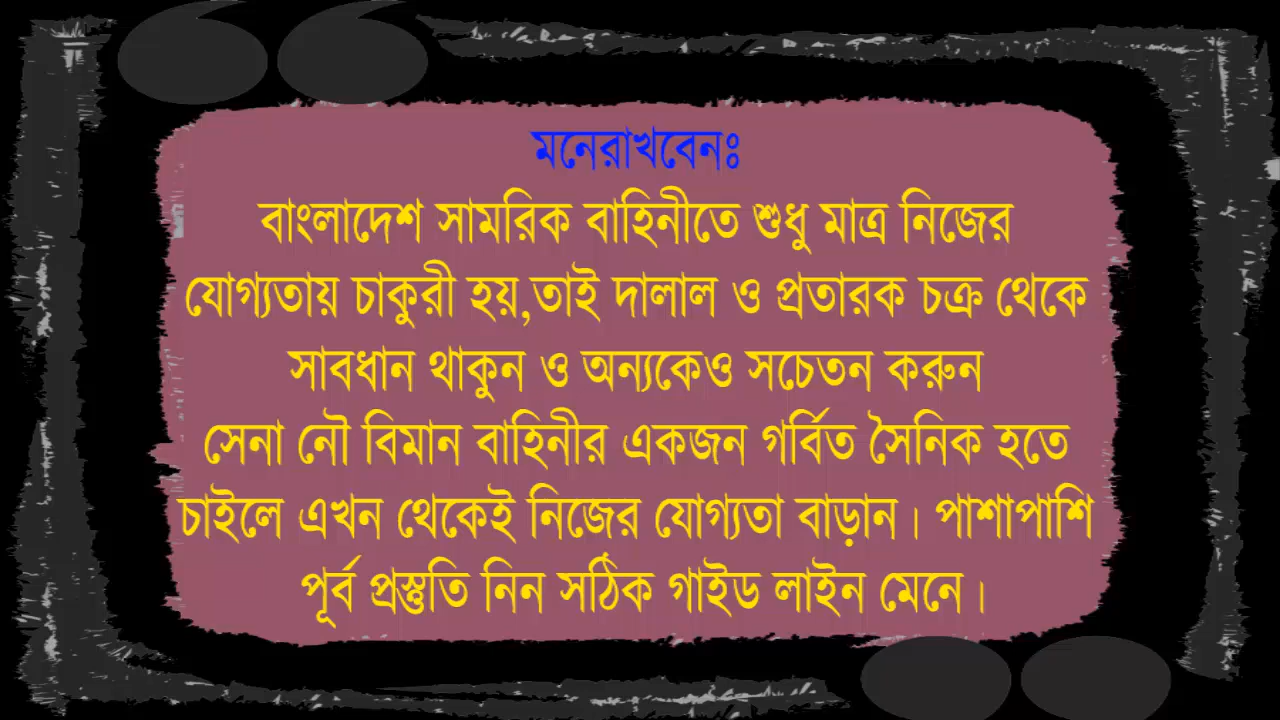 মনেরাখবেনঃ
বাংলাদেশ সামরিক বাহিনীতে শুধু মাত্র নিজের
যোগ্যতায় চাকুরী হয়,তাই দালাল ও প্রতারক চক্র থেকে
সাবধান থাকুন ও অন্যকেও সচেতন করুন
সেনা নৌ বিমান বাহিনীর একজন গর্বিত সৈনিক হতে
চাইলে এখন থেকেই নিজের যোগ্যতা বাড়ান। পাশাপাশি
পূর্ব প্রস্তুতি নিন সঠিক গাইড লাইন মেনে।